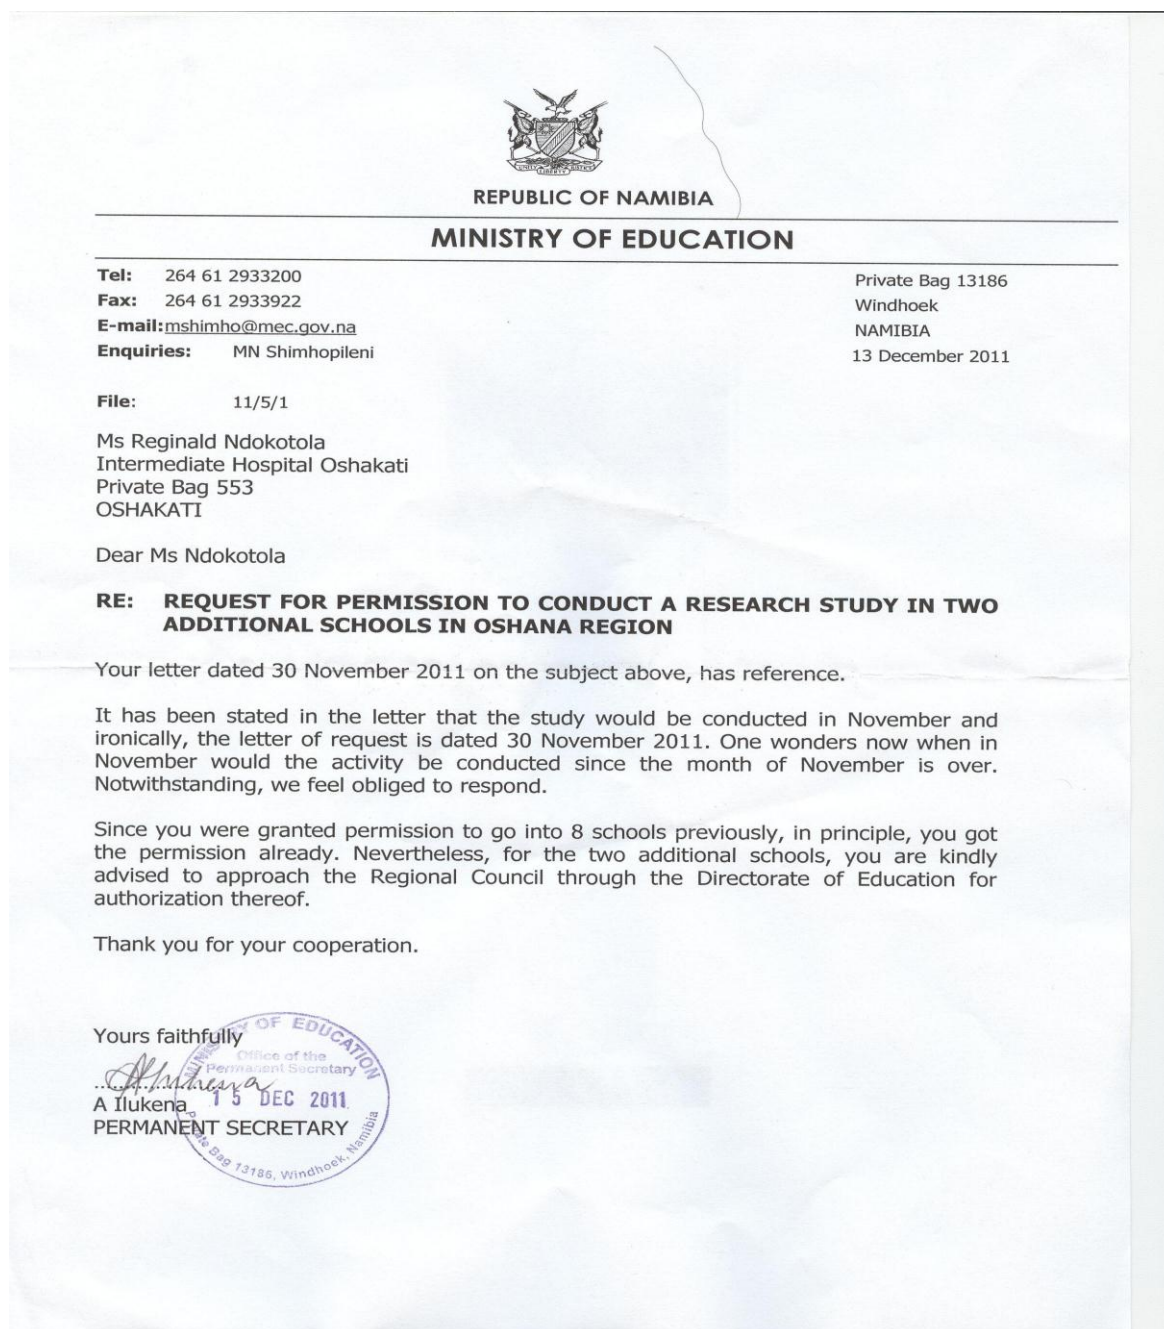 REPUBLIC OF NAMIBIA
MINISTRY OF EDUCATION
Tel: 264 61 2933200
Fax: 264 61 2933922
E-mail:mshimho@mec.gov.na
Enquiries: MN Shimhopileni
File: 11/5/1
Private Bag 13186
Windhoek
NAMIBIA
13 December 2011
Ms Reginald Ndokotola
Intermediate Hospital Oshakati
Private Bag 553
OSHAKATI
Dear Ms Ndokotola
RE: REQUEST FOR PERMISSION TO CONDUCT A RESEARCH STUDY IN TWO
ADDITIONAL SCHOOLS IN OSHANA REGION
Your letter dated 30 November 2011 on the subject above, has reference.
It has been stated in the letter that the study would be conducted in November and
ironically, the letter of request is dated 30 November 2011. One wonders now when in
November would the activity be conducted since the month of November is over.
Notwithstanding, we feel obliged to respond.
Since you were granted permission to go into 8 schools previously, in principle, you got
the permission already. Nevertheless, for the two additional schools, you are kindly
advised to approach the Regional Council through the Directorate of Education for
authorization thereof.
Thank you for your cooperation.
Yours faithfully
A Ilukena
PERMANENT SECRETARY
MINISTRY OF EDUCATION
Office of the
Permanent Secretary
15 DEC 2011
Private Bag 13186, Windhoek, Namibia